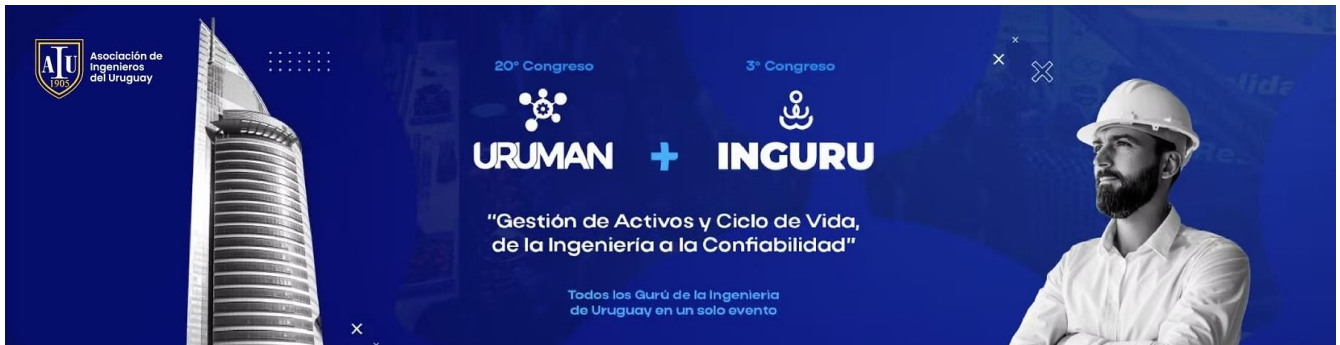 AIU
1905
Asociación de
Ingenieros
del Uruguay
20° Congreso
URUMAN
+
3° Congreso
INGURU
"Gestión de Activos y Ciclo de Vida,
de la Ingeniería a la Confiabilidad"
Todos los Gurú de la Ingeniería
de Uruguay en un solo evento